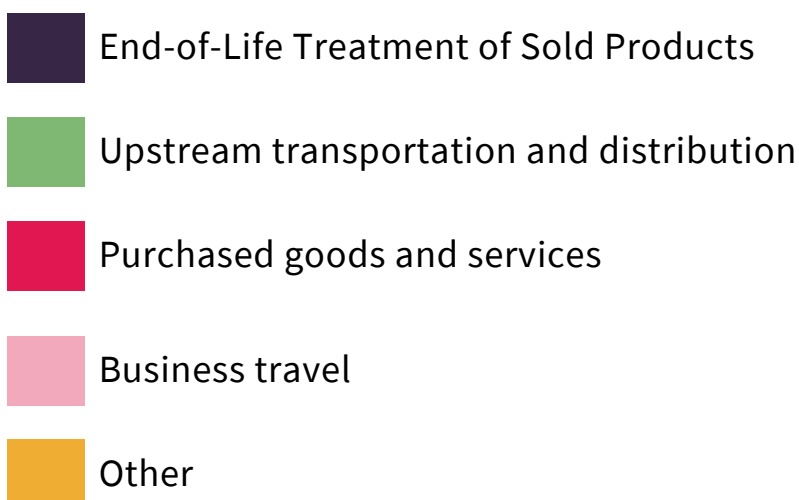 End-of-Life Treatment of Sold Products
Upstream transportation and distribution
Purchased goods and services
Business travel
Other